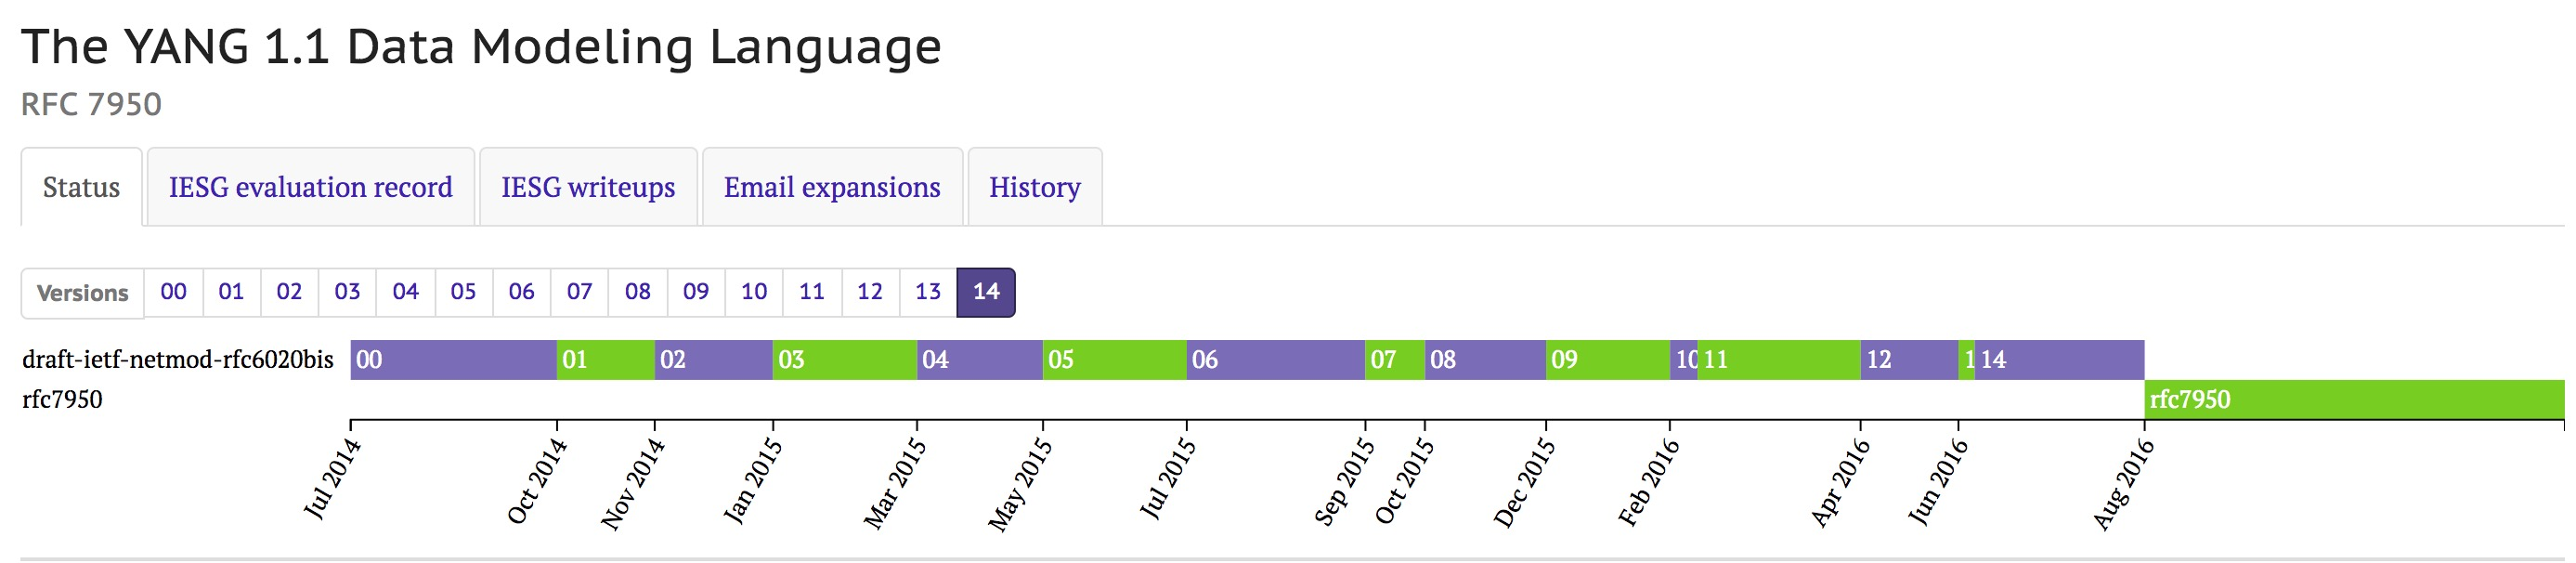 The YANG 1.1 Data Modeling Language
RFC 7950
Status IESG evaluation record IESG writeups Email expansions History
Versions 00 01 02 03 04 05 06 07 08 09 10 11 12 13 14
draft-ietf-netmod-rfc6020bis 00 01 02 03 04 05 06 07 08 09 10 11 12 1 14
rfc7950 rfc7950
Jul 2014 Oct 2014 Nov 2014 Jan 2015 Mar 2015 May 2015 Jul 2015 Sep 2015 Oct 2015 Dec 2015 Feb 2016 Apr 2016 Jun 2016 Aug 2016